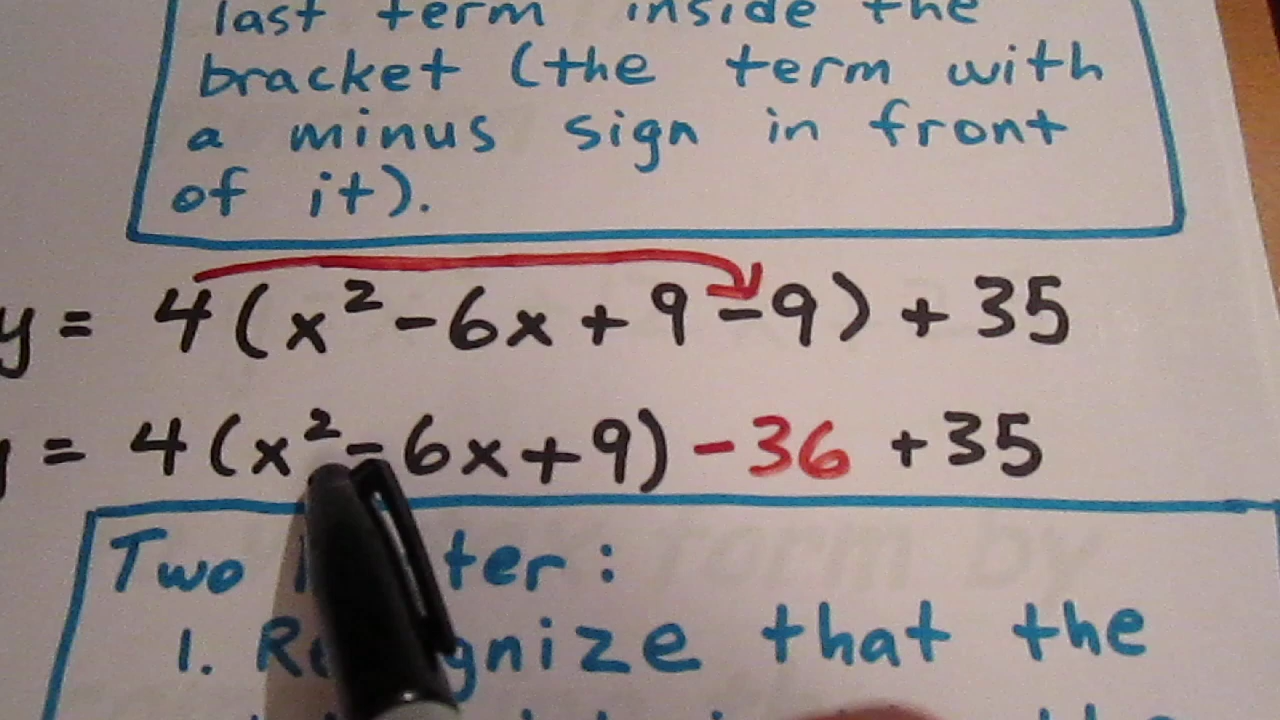 last term inside the
bracket (the term with
a minus sign in front
of it).
y = 4(x² - 6x + 9 - 9) + 35
= 4(x² - 6x + 9) - 36 + 35
Two
1. Recognize that the